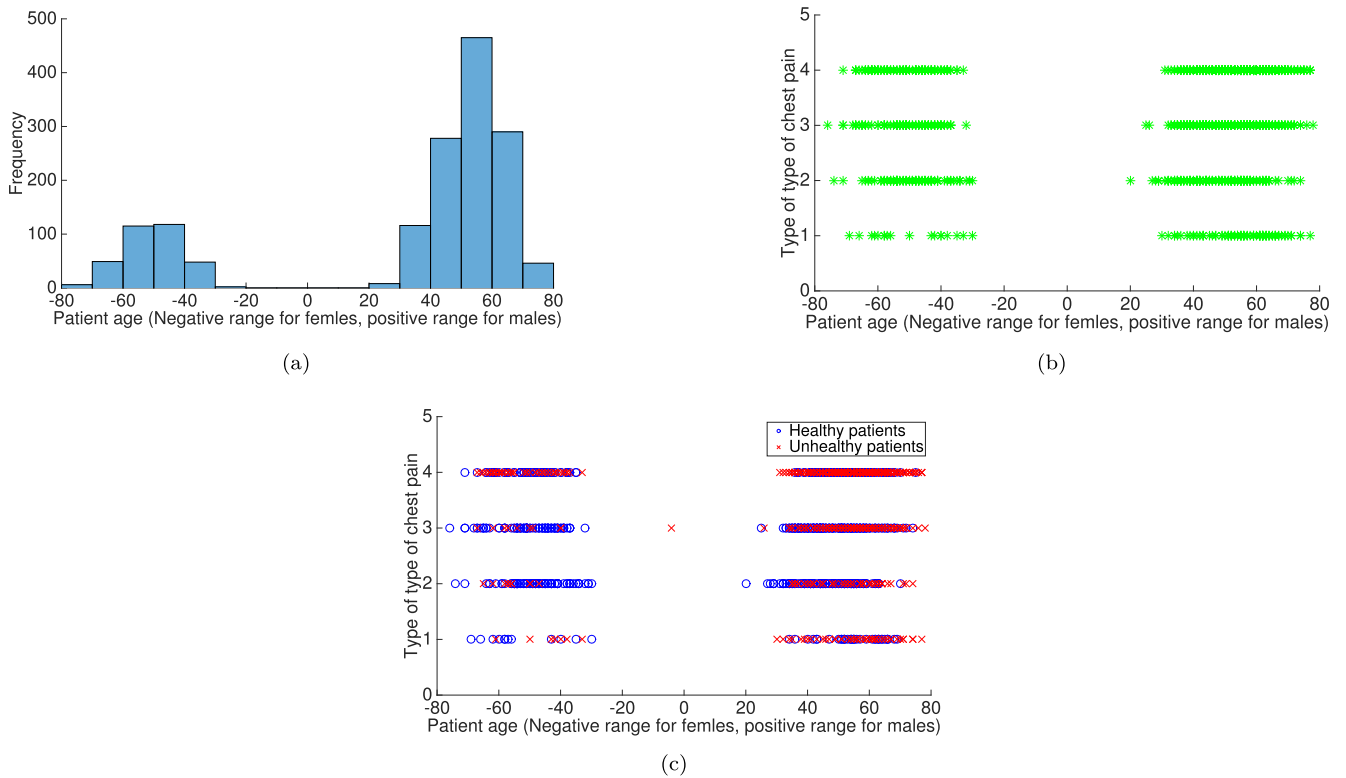 500
400
300
200
100
0
Frequency
-80 -60 -40 -20 0 20 40 60 80
Patient age (Negative range for femles, positive range for males)
(a)
5
4
3
2
1
0
Type of type of chest pain
-80 -60 -40 -20 0 20 40 60 80
Patient age (Negative range for femles, positive range for males)
(b)
5
4
3
2
1
0
Type of type of chest pain
Healthy patients
Unhealthy patients
-80 -60 -40 -20 0 20 40 60 80
Patient age (Negative range for femles, positive range for males)
(c)